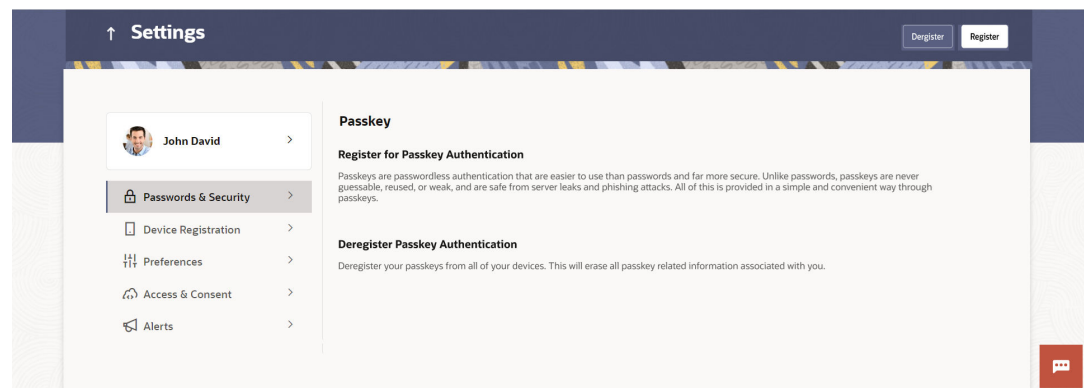 Settings
Dergister
Register
John David
Passwords & Security
Device Registration
Preferences
Access & Consent
Alerts
Passkey
Register for Passkey Authentication
Passkeys are passwordless authentication that are easier to use than passwords and far more secure. Unlike passwords, passkeys are never
guessable, reused, or weak, and are safe from server leaks and phishing attacks. All of this is provided in a simple and convenient way through
passkeys.
Deregister Passkey Authentication
Deregister your passkeys from all of your devices. This will erase all passkey related information associated with you.